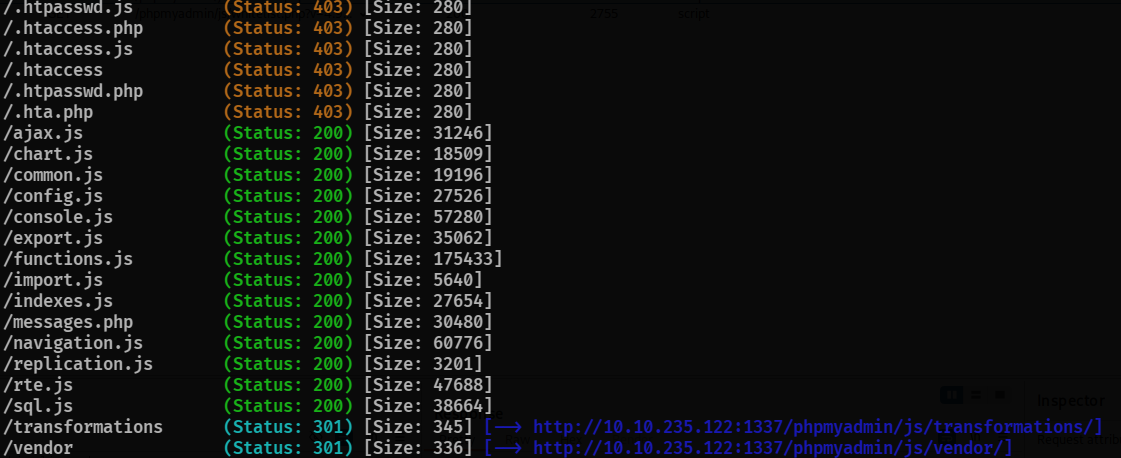 /phpmyadmin/js/ 2255 script
/.htpasswd.js (Status: 403) [Size: 280]
/.htaccess.php (Status: 403) [Size: 280]
/.htaccess.js (Status: 403) [Size: 280]
/.htaccess (Status: 403) [Size: 280]
/.htpasswd.php (Status: 403) [Size: 280]
/.hta.php (Status: 403) [Size: 280]
/ajax.js (Status: 200) [Size: 31246]
/chart.js (Status: 200) [Size: 18509]
/common.js (Status: 200) [Size: 19196]
/config.js (Status: 200) [Size: 27526]
/console.js (Status: 200) [Size: 57280]
/export.js (Status: 200) [Size: 35062]
/functions.js (Status: 200) [Size: 175433]
/import.js (Status: 200) [Size: 5640]
/indexes.js (Status: 200) [Size: 27654]
/messages.php (Status: 200) [Size: 30480]
/navigation.js (Status: 200) [Size: 60776]
/replication.js (Status: 200) [Size: 3201]
/rte.js (Status: 200) [Size: 47688]
Inspector
/sql.js (Status: 200) [Size: 38664]
/transformations (Status: 301) [Size: 345] [--> http://10.10.235.122:1337/phpmyadmin/js/transformations/]
/vendor (Status: 301) [Size: 336] [--> http://10.10.235.122:1337/phpmyadmin/js/vendor/]
Request attrib